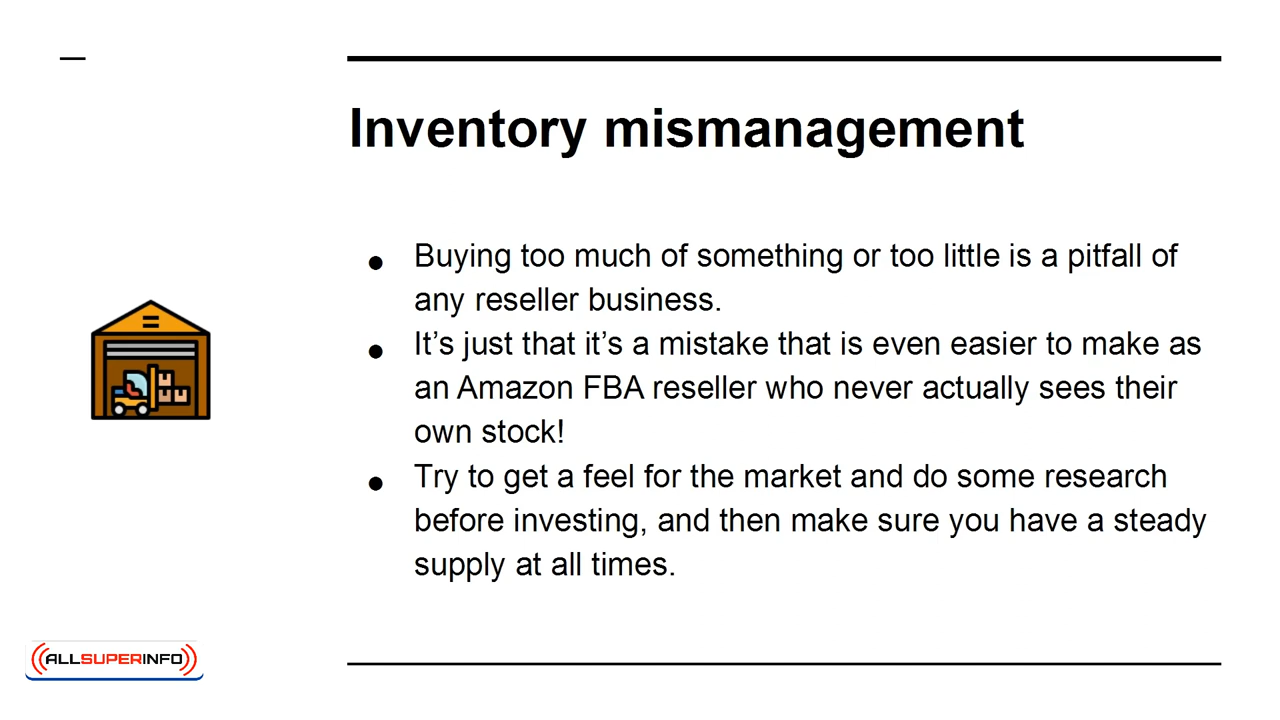 Inventory mismanagement
● Buying too much of something or too little is a pitfall of
any reseller business.
● It’s just that it’s a mistake that is even easier to make as
an Amazon FBA reseller who never actually sees their
own stock!
● Try to get a feel for the market and do some research
before investing, and then make sure you have a steady
supply at all times.
ALLSUPERINFO